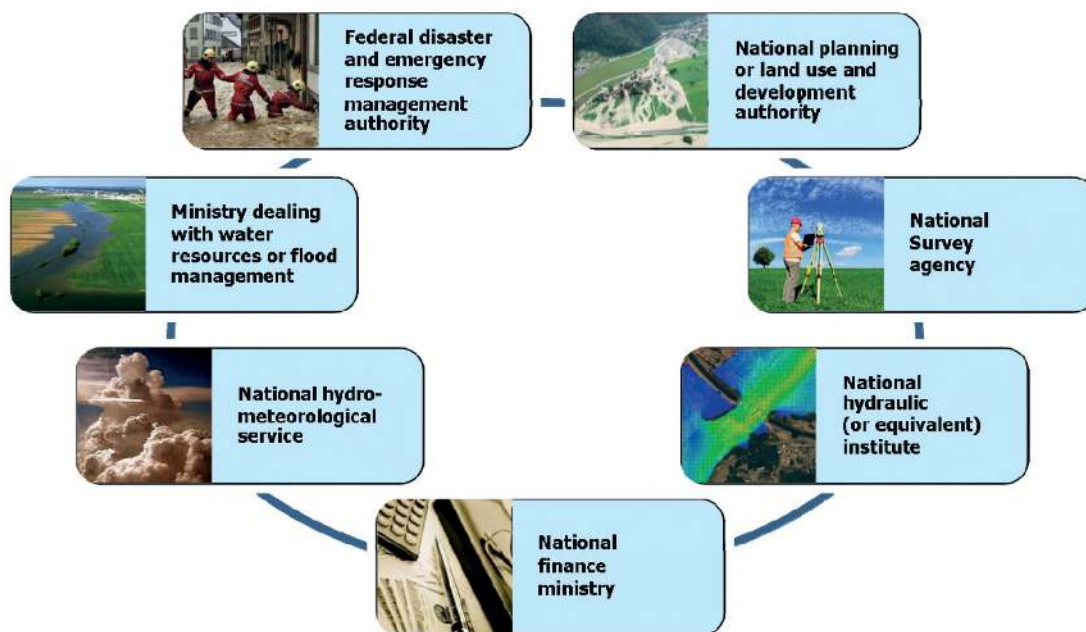 Federal disaster
and emergency
response
management
authority
National planning
or land use and
development
authority
Ministry dealing
with water
resources or flood
management
National
Survey
agency
National hydro-
meteorological
service
National
hydraulic
(or equivalent)
institute
National
finance
ministry